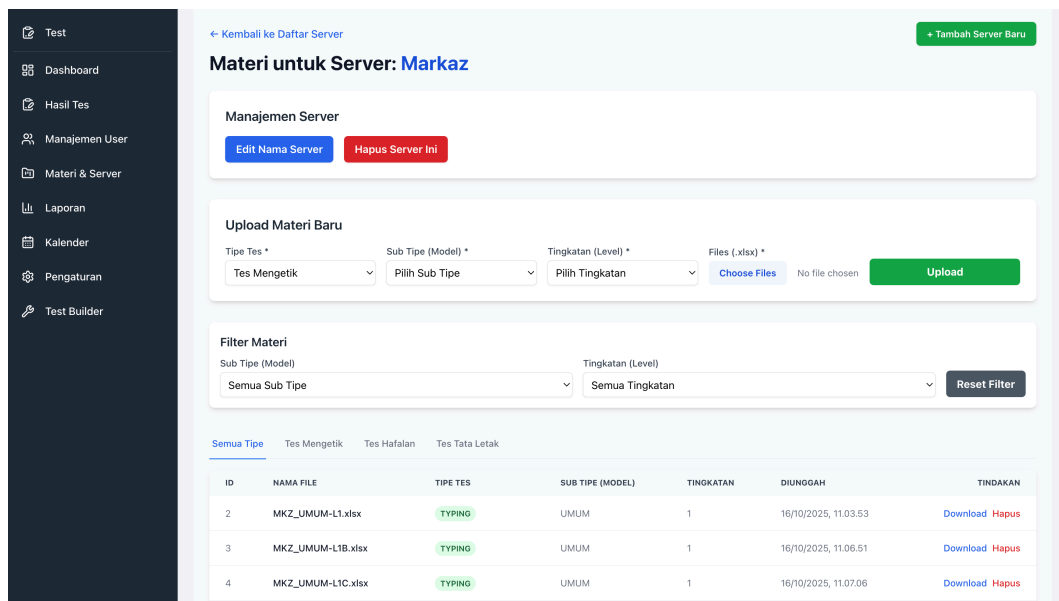 Test
Dashboard
Hasil Tes
Manajemen User
Materi & Server
Laporan
Kalender
Pengaturan
Test Builder
← Kembali ke Daftar Server
+ Tambah Server Baru
Materi untuk Server: Markaz
Manajemen Server
Edit Nama Server Hapus Server Ini
Upload Materi Baru
Tipe Tes * Sub Tipe (Model) * Tingkatan (Level) * Files (.xlsx) *
Tes Mengetik Pilih Sub Tipe Pilih Tingkatan Choose Files No file chosen Upload
Filter Materi
Sub Tipe (Model) Tingkatan (Level)
Semua Sub Tipe Semua Tingkatan Reset Filter
Semua Tipe Tes Mengetik Tes Hafalan Tes Tata Letak
ID NAMA FILE TIPE TES SUB TIPE (MODEL) TINGKATAN DIUNGGAH TINDAKAN
2 MKZ_UMUM-L1.xlsx TYPING UMUM 1 16/10/2025, 11.03.53 Download Hapus
3 MKZ_UMUM-L1B.xlsx TYPING UMUM 1 16/10/2025, 11.06.51 Download Hapus
4 MKZ_UMUM-L1C.xlsx TYPING UMUM 1 16/10/2025, 11.07.06 Download Hapus